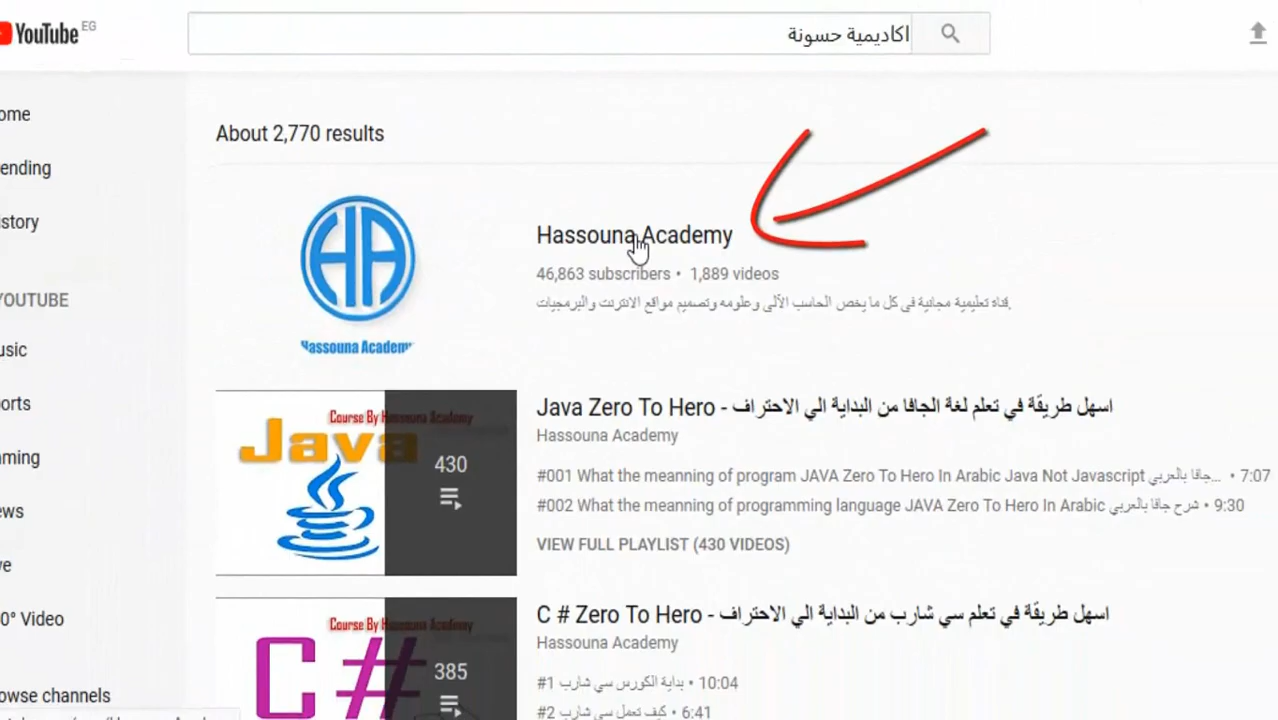 YouTube EG
اكاديمية حسونة
ome
ending
istory
YOUTUBE
usic
orts
ming
ews
ve
0° Video
owse channels
About 2,770 results
HA
Hassouna Academy
Hassouna Academy
46,863 subscribers • 1,889 videos
قناه تعليمية مجانية فى كل ما يخص الحاسب الآلى وعلومه وتصميم مواقع الانترنت والبرمجيات.
Course By Hassouna Academy
Java
430
Java Zero To Hero - اسهل طريقة في تعلم لغة الجافا من البداية الي الاحتراف
Hassouna Academy
#001 What the meanning of program JAVA Zero To Hero In Arabic Java Not Javascript جافا بالعربي... • 7:07
#002 What the meanning of programming language JAVA Zero To Hero In Arabic شرح جافا بالعربي • 9:30
VIEW FULL PLAYLIST (430 VIDEOS)
Course By Hassouna Academy
C#
385
C # Zero To Hero - اسهل طريقة في تعلم سي شارب من البداية الي الاحتراف
Hassouna Academy
#1 بداية الكورس سي شارب • 10:04
#2 كيف تعمل سي شارب • 6:41